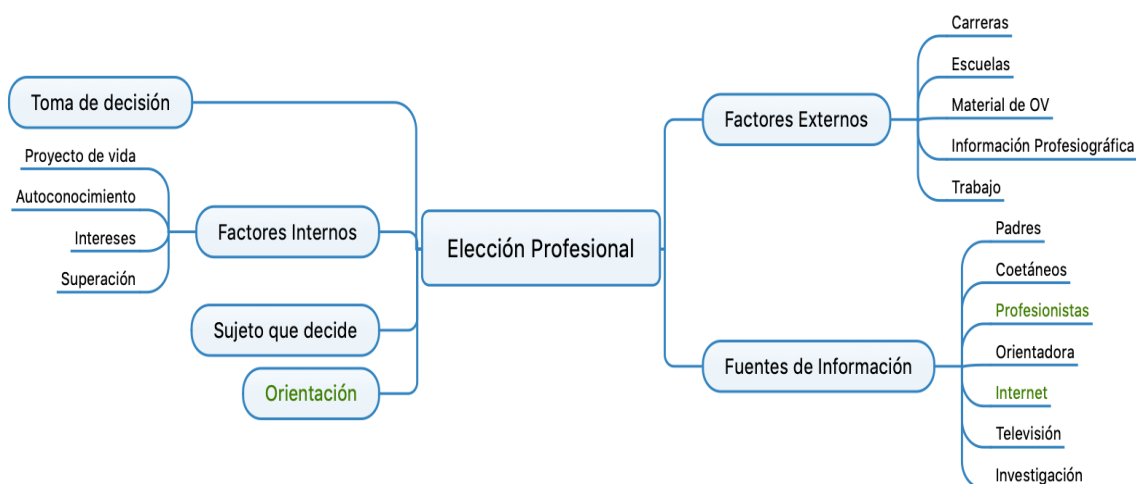 Elección Profesional
Toma de decisión
Factores Internos
Proyecto de vida
Autoconocimiento
Intereses
Superación
Sujeto que decide
Orientación
Factores Externos
Carreras
Escuelas
Material de OV
Información Profesiográfica
Trabajo
Fuentes de Información
Padres
Coetáneos
Profesionistas
Orientadora
Internet
Televisión
Investigación